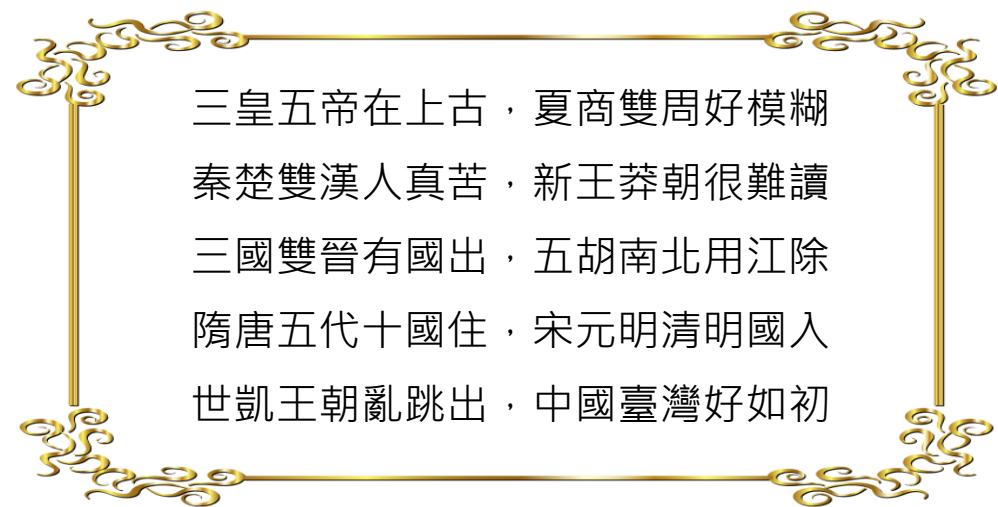 三皇五帝在上古，夏商雙周好模糊
秦楚雙漢人真苦，新王莽朝很難讀
三國雙晉有國出，五胡南北用江除
隋唐五代十國住，宋元明清明國入
世凱王朝亂跳出，中國臺灣好如初